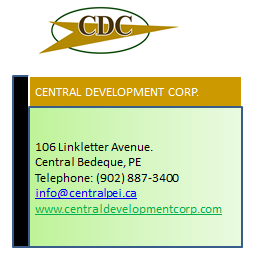 CDC
CENTRAL DEVELOPMENT CORP.
106 Linkletter Avenue.
Central Bedeque, PE
Telephone: (902) 887-3400
info@centralpei.ca
www.centraldevelopmentcorp.com